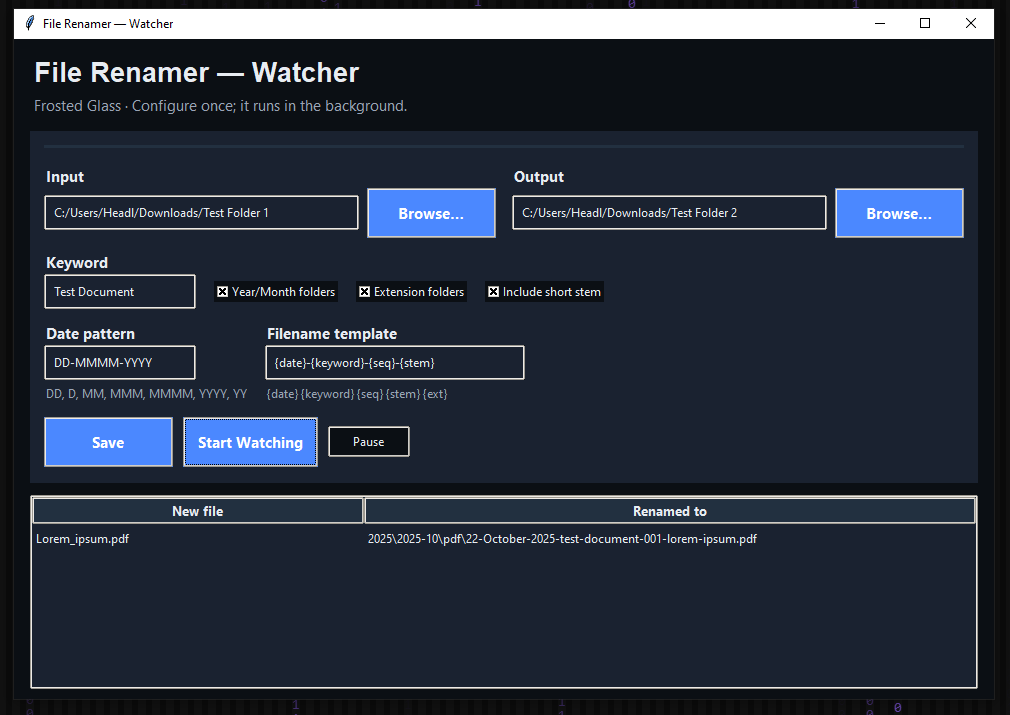 File Renamer — Watcher
File Renamer — Watcher
Frosted Glass · Configure once; it runs in the background.
Input
Output
C:/Users/Headl/Downloads/Test Folder 1
Browse...
C:/Users/Headl/Downloads/Test Folder 2
Browse...
Keyword
Test Document
Year/Month folders
Extension folders
Include short stem
Date pattern
Filename template
DD-MMMM-YYYY
{date}-{keyword}-{seq}-{stem}
DD, D, MM, MMM, MMMM, YYYY, YY
{date} {keyword} {seq} {stem} {ext}
Save
Start Watching
Pause
New file
Renamed to
Lorem_ipsum.pdf
2025\2025-10\pdf\22-October-2025-test-document-001-lorem-ipsum.pdf